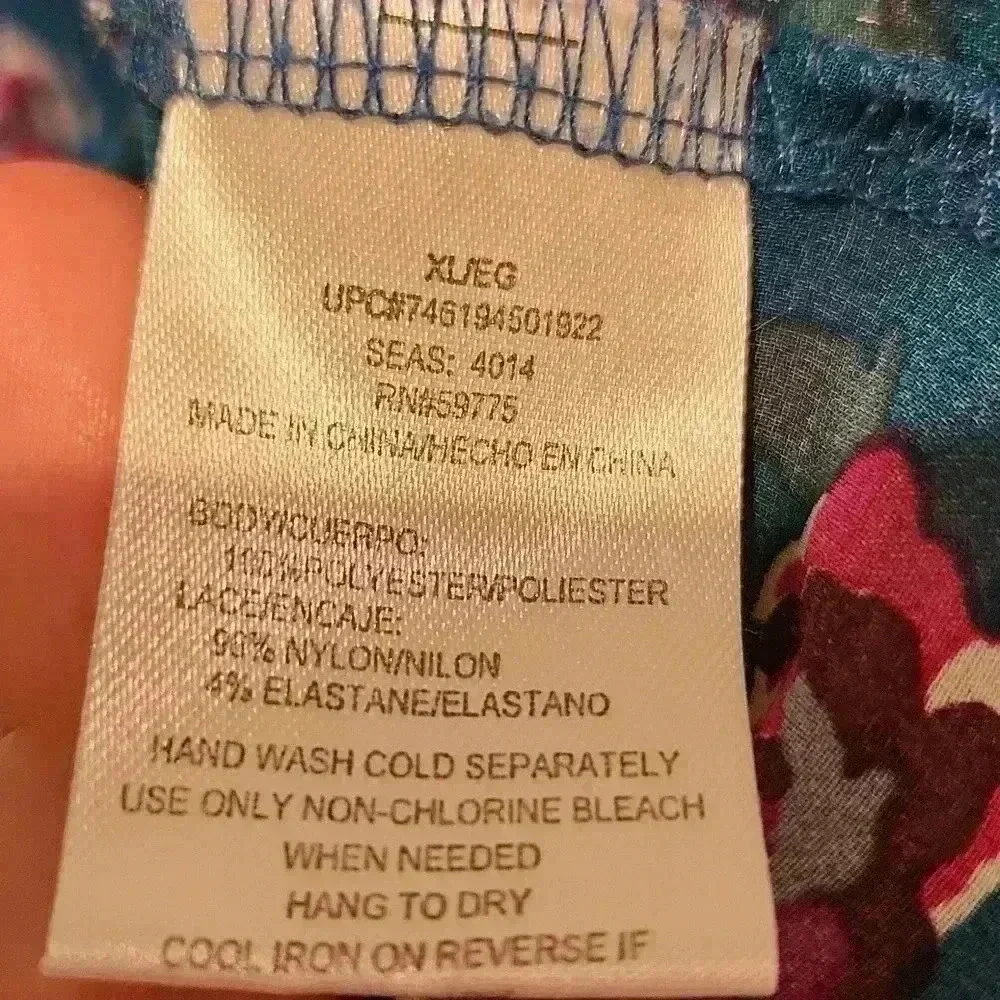 XL/EG
UPC#746194501922
SEAS: 4014
RN#59775
MADE IN CHINA/HECHO EN CHINA
BODY/CUERPO:
100%POLYESTER/POLIESTER
LACE/ENCAJE:
96% NYLON/NILON
4% ELASTANE/ELASTANO
HAND WASH COLD SEPARATELY
USE ONLY NON-CHLORINE BLEACH
WHEN NEEDED
HANG TO DRY
COOL IRON ON REVERSE IF